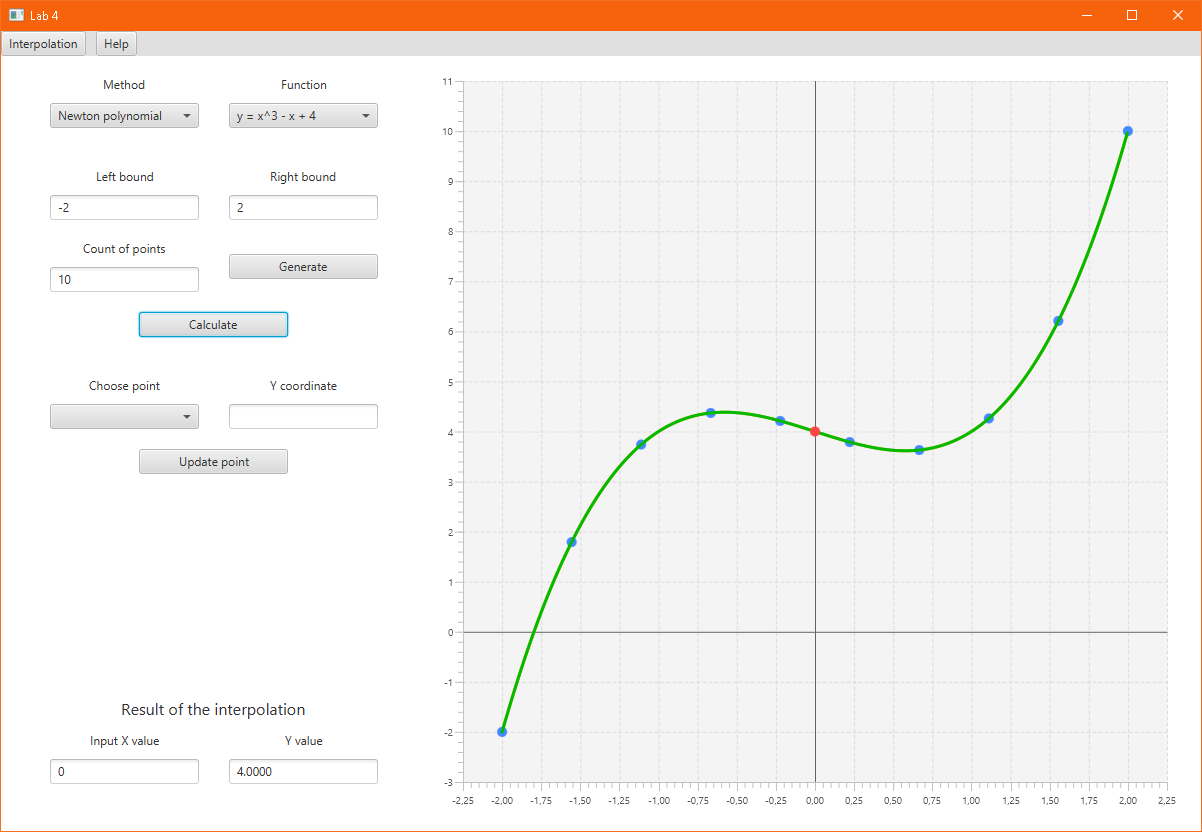 Lab 4
Interpolation Help
Method Function
Newton polynomial y = x^3 - x + 4
Left bound Right bound
-2 2
Count of points
10 Generate
Calculate
Choose point Y coordinate
Update point
Result of the interpolation
Input X value Y value
0 4.0000
11
10
9
8
7
6
5
4
3
2
1
0
-1
-2
-3
-2,25 -2,00 -1,75 -1,50 -1,25 -1,00 -0,75 -0,50 -0,25 0,00 0,25 0,50 0,75 1,00 1,25 1,50 1,75 2,00 2,25